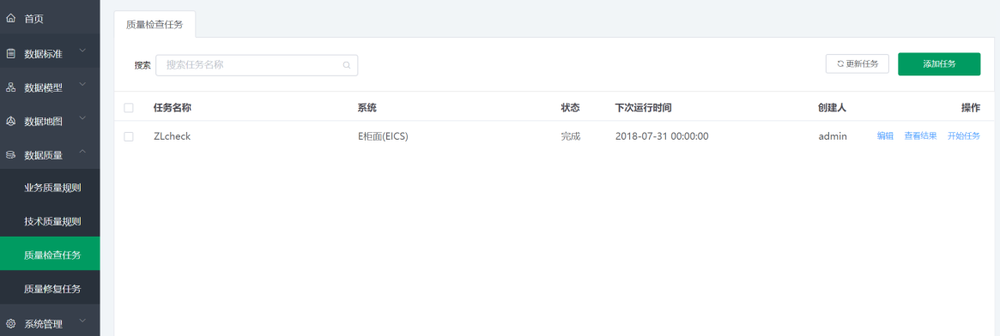 首页
数据标准
数据模型
数据地图
数据质量
业务质量规则
技术质量规则
质量检查任务
质量修复任务
系统管理
质量检查任务
搜索 搜索任务名称 更新任务 添加任务
任务名称 系统 状态 下次运行时间 创建人 操作
ZLcheck E柜面(EICS) 完成 2018-07-31 00:00:00 admin 编辑 查看结果 开始任务